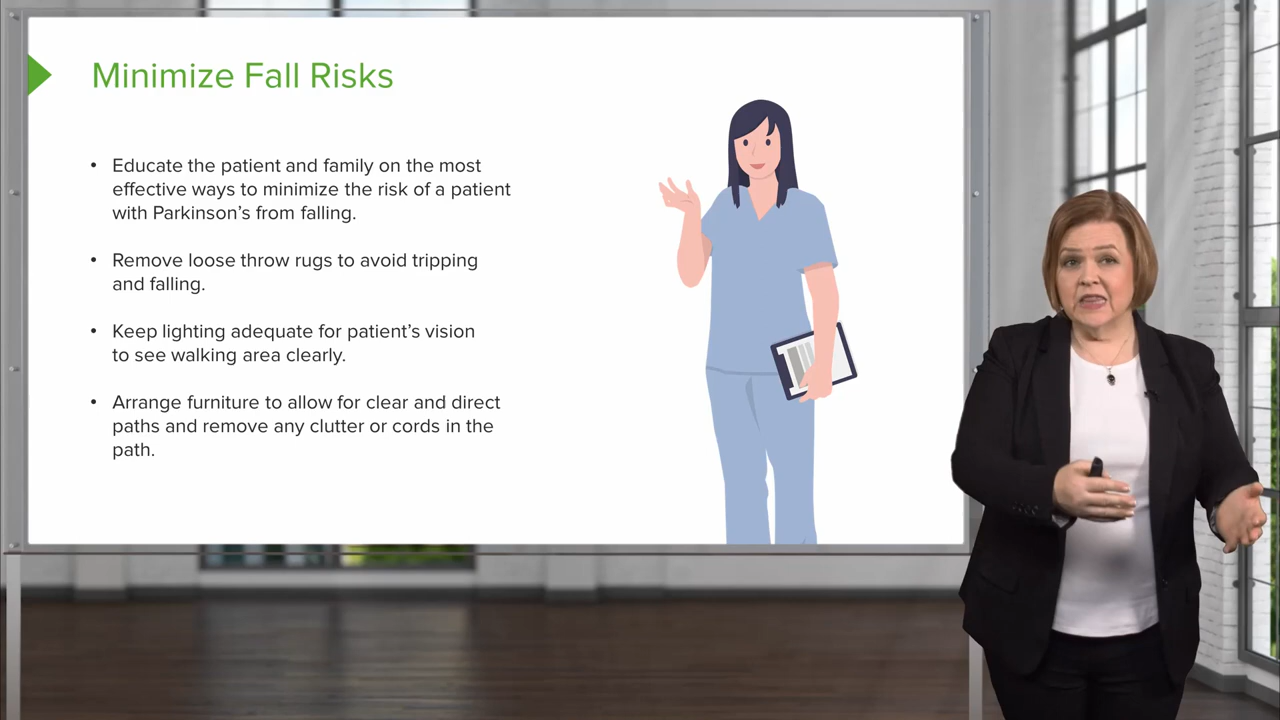 Minimize Fall Risks
• Educate the patient and family on the most
effective ways to minimize the risk of a patient
with Parkinson’s from falling.
• Remove loose throw rugs to avoid tripping
and falling.
• Keep lighting adequate for patient’s vision
to see walking area clearly.
• Arrange furniture to allow for clear and direct
paths and remove any clutter or cords in the
path.